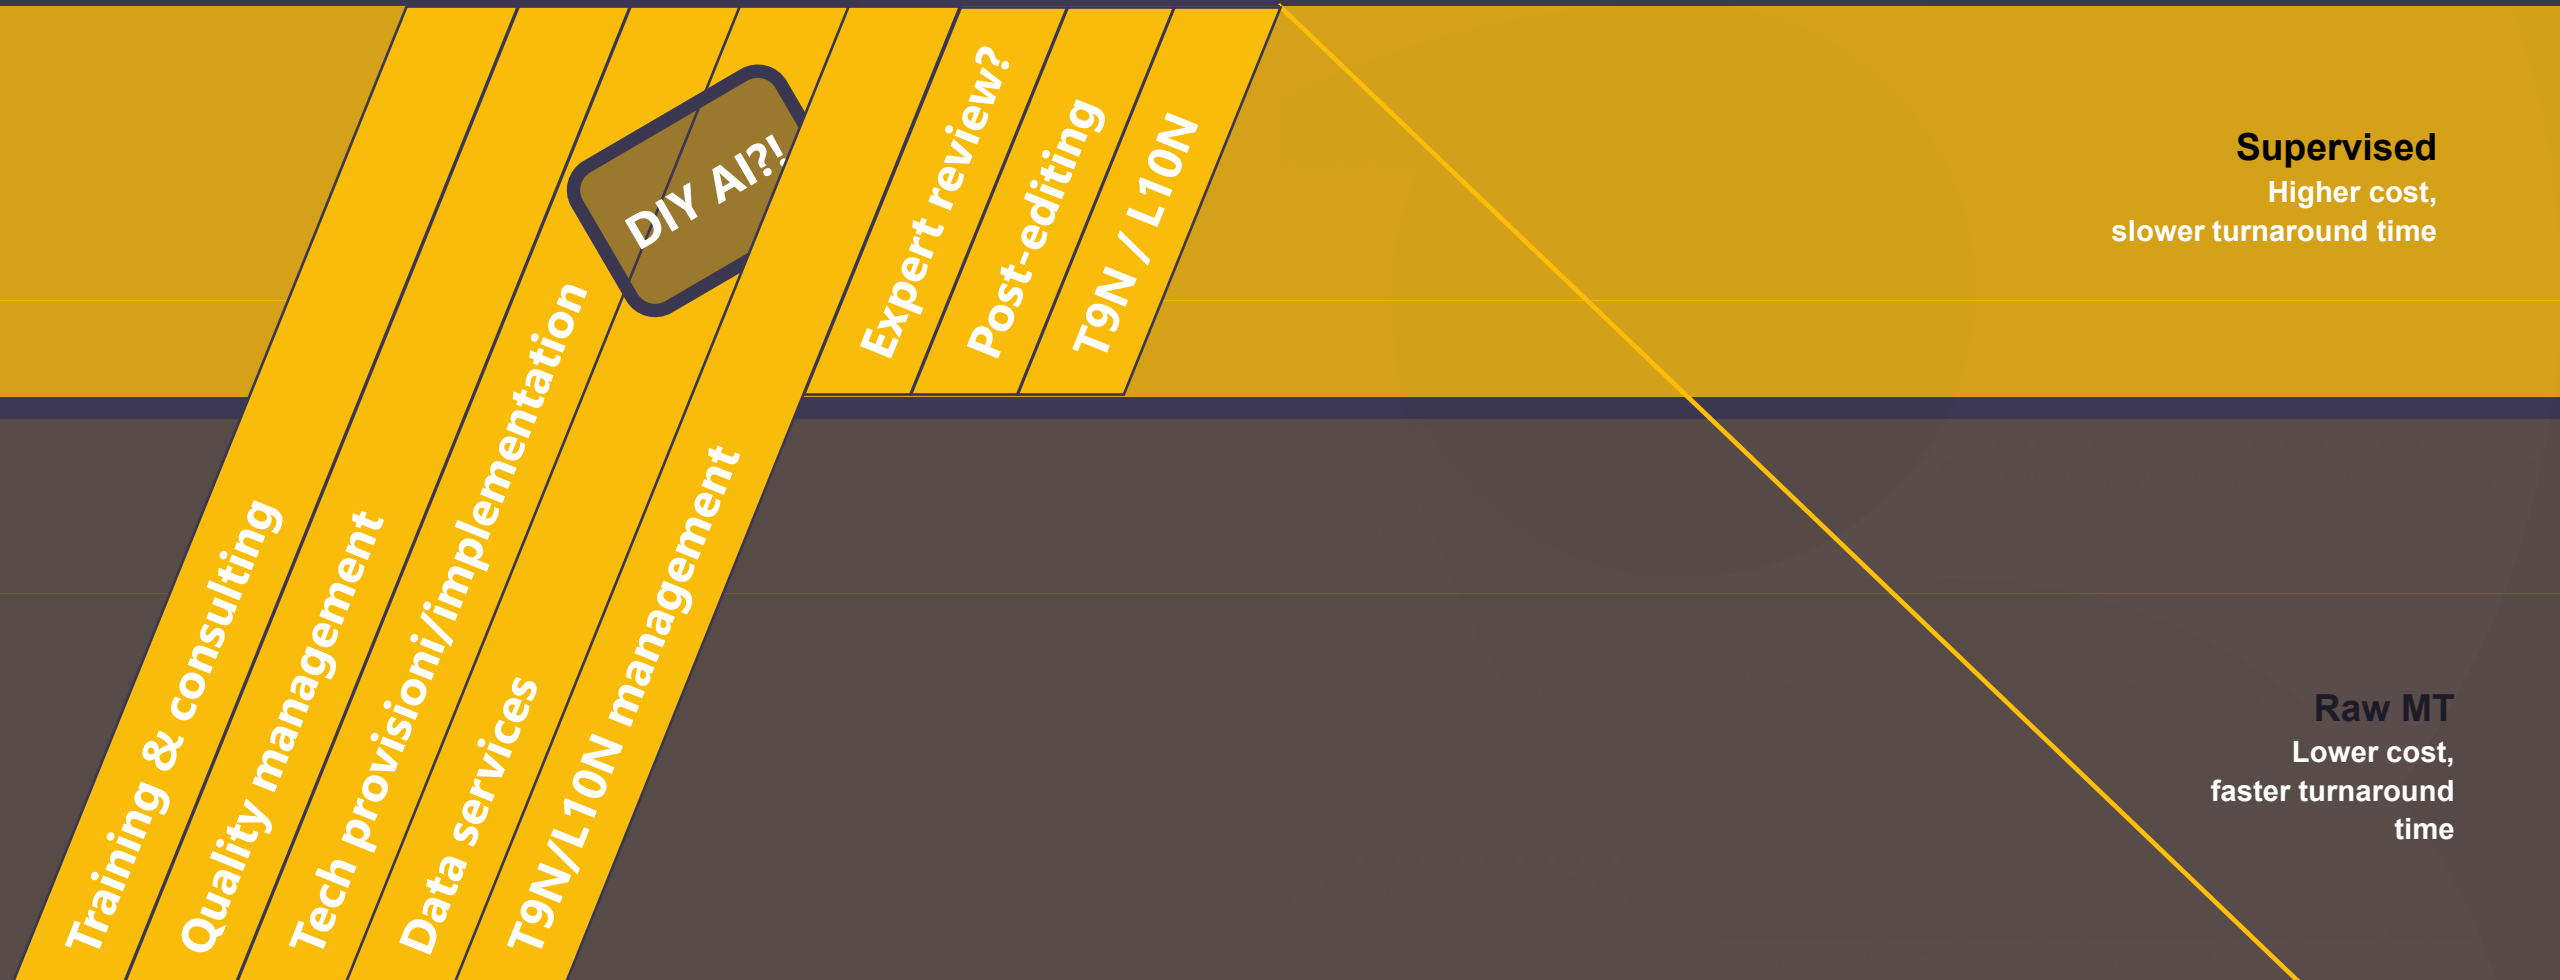 Training & consulting
Quality management
Tech provisioni/implementation
Data services
T9N/L10N management
DIY AI?!
Expert review?
Post-editing
T9N / L10N
Supervised
Higher cost,
slower turnaround time
Raw MT
Lower cost,
faster turnaround
time